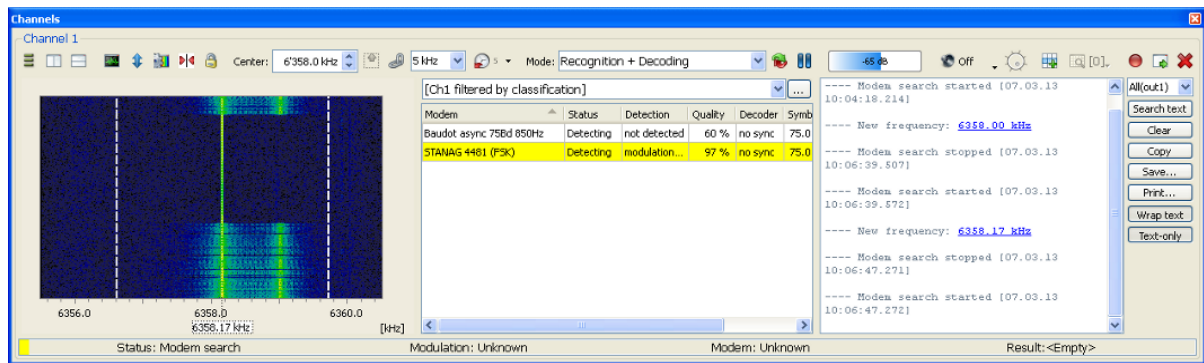 Channels
Channel 1
Center: 6'358.0 kHz 5 kHz 5 Mode: Recognition + Decoding -65 dB Off [0]
[Ch1 filtered by classification] ...
Modem Status Detection Quality Decoder Symb
Baudot async 75Bd 850Hz Detecting not detected 60 % no sync 75.0
STANAG 4481 (PSK) Detecting modulation... 97 % no sync 75.0
---- Modem search started [07.03.13
10:04:18.214]
---- New frequency: 6358.00 kHz
---- Modem search stopped [07.03.13
10:06:39.507]
---- Modem search started [07.03.13
10:06:39.572]
---- New frequency: 6358.17 kHz
---- Modem search stopped [07.03.13
10:06:47.271]
---- Modem search started [07.03.13
10:06:47.272]
All(out1)
Search text
Clear
Copy
Save...
Print...
Wrap text
Text-only
6356.0 6358.0 6360.0
6358.17 kHz [kHz]
Status: Modem search Modulation: Unknown Modem: Unknown Result:<Empty>